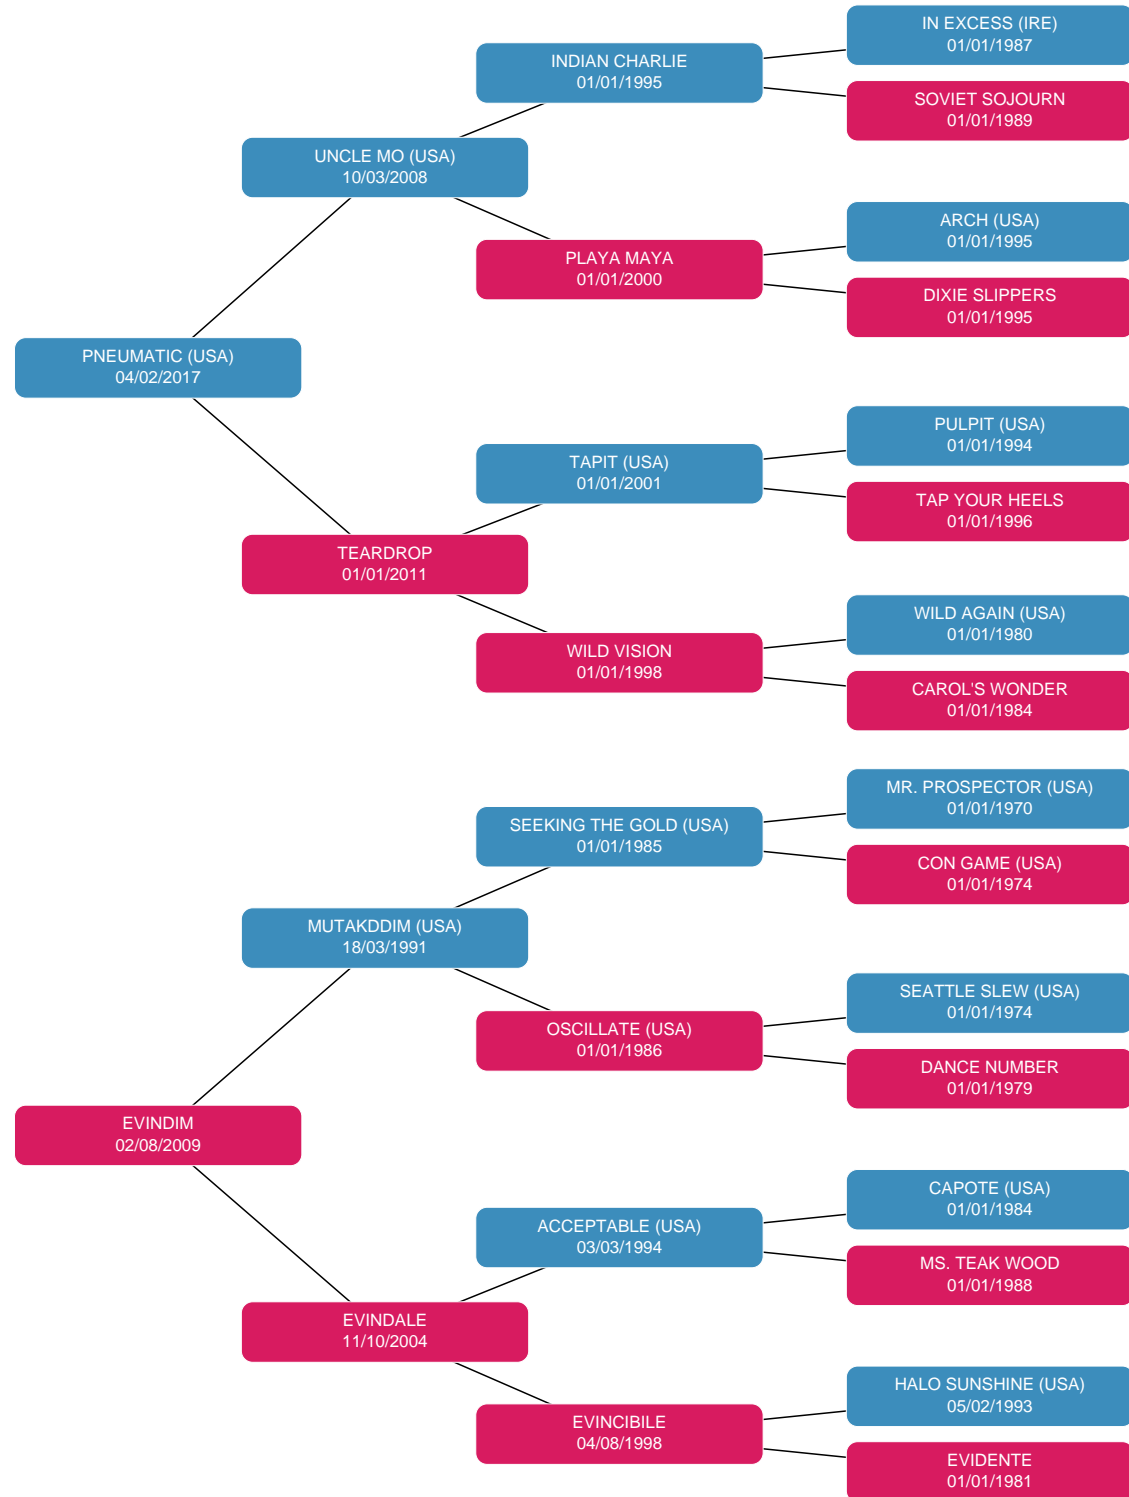 IN EXCESS (IRE)
01/01/1987
INDIAN CHARLIE
01/01/1995
SOVIET SOJOURN
01/01/1989
UNCLE MO (USA)
10/03/2008
ARCH (USA)
01/01/1995
PLAYA MAYA
01/01/2000
DIXIE SLIPPERS
01/01/1995
PNEUMATIC (USA)
04/02/2017
PULPIT (USA)
01/01/1994
TAPIT (USA)
01/01/2001
TAP YOUR HEELS
01/01/1996
TEARDROP
01/01/2011
WILD AGAIN (USA)
01/01/1980
WILD VISION
01/01/1998
CAROL'S WONDER
01/01/1984
MR. PROSPECTOR (USA)
01/01/1970
SEEKING THE GOLD (USA)
01/01/1985
CON GAME (USA)
01/01/1974
MUTAKDDIM (USA)
18/03/1991
SEATTLE SLEW (USA)
01/01/1974
OSCILLATE (USA)
01/01/1986
DANCE NUMBER
01/01/1979
EVINDIM
02/08/2009
CAPOTE (USA)
01/01/1984
ACCEPTABLE (USA)
03/03/1994
MS. TEAK WOOD
01/01/1988
EVINDALE
11/10/2004
HALO SUNSHINE (USA)
05/02/1993
EVINCIBILE
04/08/1998
EVIDENTE
01/01/1981